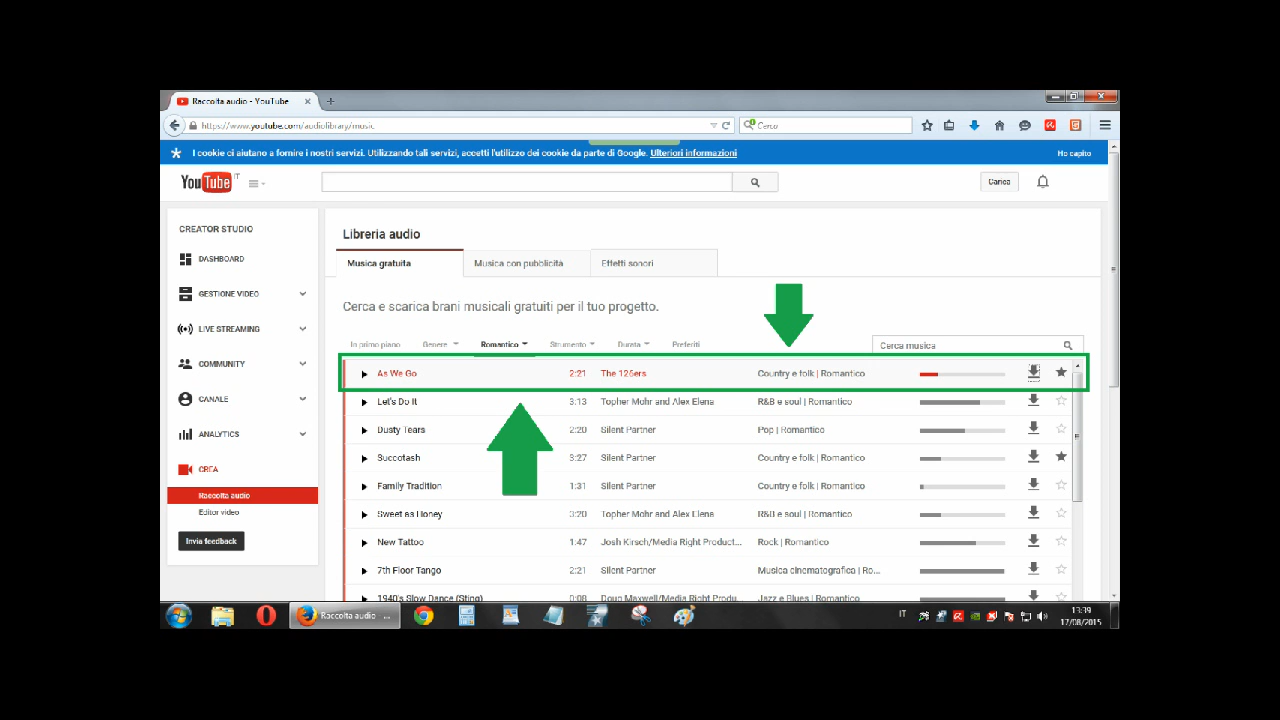 Raccolta audio - YouTube
https://www.youtube.com/audiolibrary/music
Cerca
I cookie ci aiutano a fornire i nostri servizi. Utilizzando tali servizi, accetti l'utilizzo dei cookie da parte di Google. Ulteriori informazioni
Ho capito
YouTube IT
Carica
CREATOR STUDIO
DASHBOARD
GESTIONE VIDEO
LIVE STREAMING
COMMUNITY
CANALE
ANALYTICS
CREA
Raccolta audio
Editor video
Invia feedback
Libreria audio
Musica gratuita Musica con pubblicità Effetti sonori
Cerca e scarica brani musicali gratuiti per il tuo progetto.
In primo piano Genere Romantico Strumento Durata Preferiti Cerca musica
As We Go 2:21 The 126ers Country e folk | Romantico
Let's Do It 3:13 Topher Mohr and Alex Elena R&B e soul | Romantico
Dusty Tears 2:20 Silent Partner Pop | Romantico
Succotash 3:27 Silent Partner Country e folk | Romantico
Family Tradition 1:31 Silent Partner Country e folk | Romantico
Sweet as Honey 3:20 Topher Mohr and Alex Elena R&B e soul | Romantico
New Tattoo 1:47 Josh Kirsch/Media Right Product... Rock | Romantico
7th Floor Tango 2:21 Silent Partner Musica cinematografica | Ro...
1940's Slow Dance (Sting) 0:08 Doug Maxwell/Media Right Produ... Jazz e Blues | Romantico
Raccolta audio ...
IT
13:39
17/08/2015